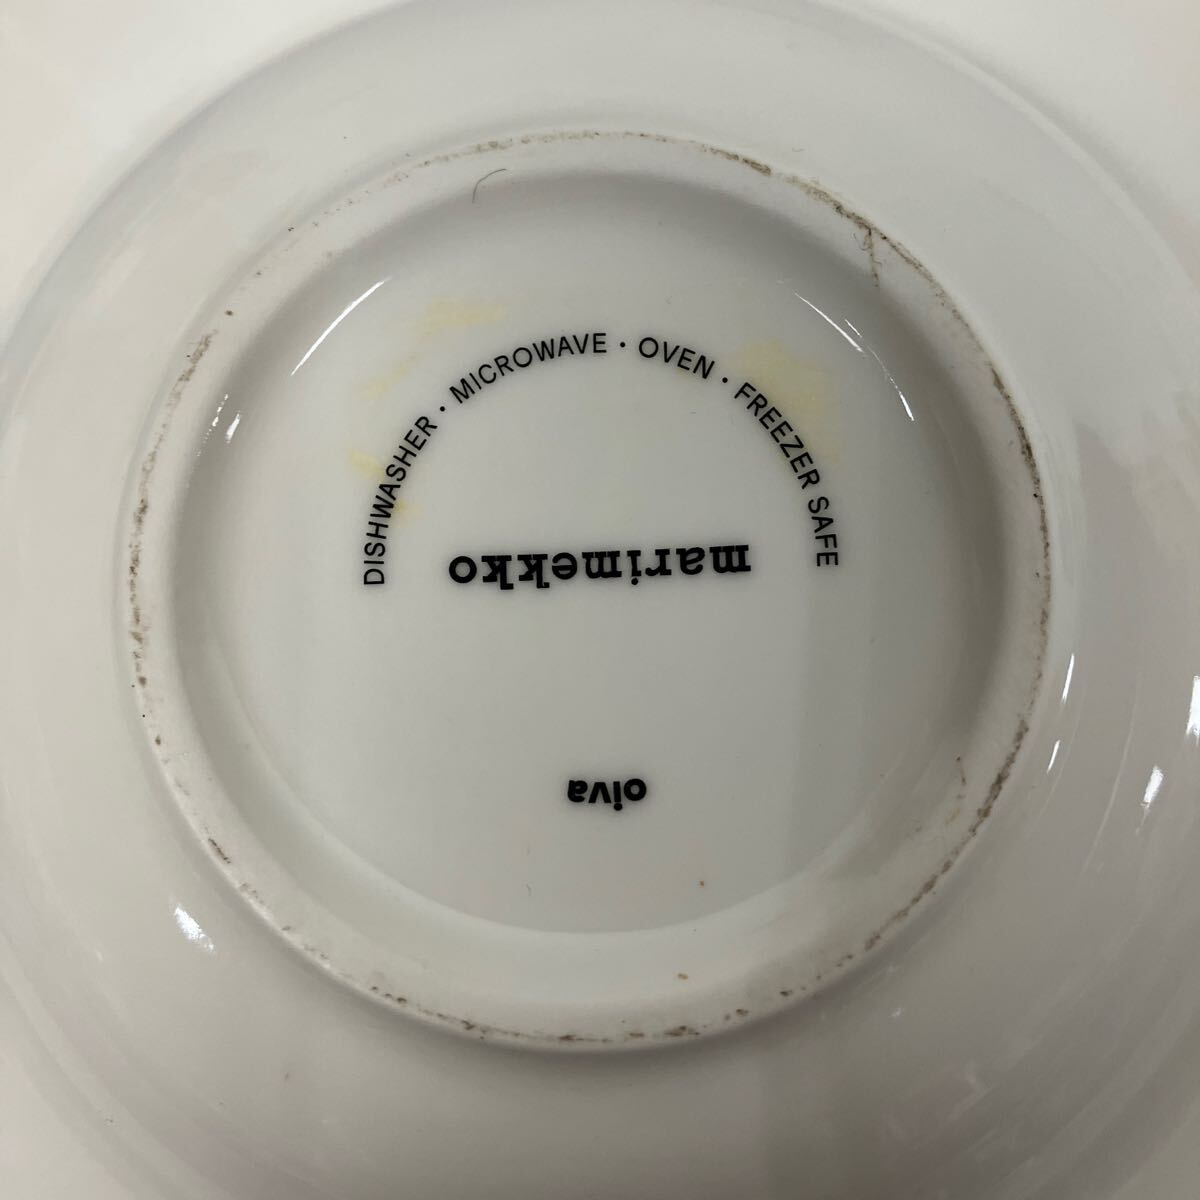 DISHWASHER · MICROWAVE · OVEN · FREEZER SAFE
marimekko
oiva